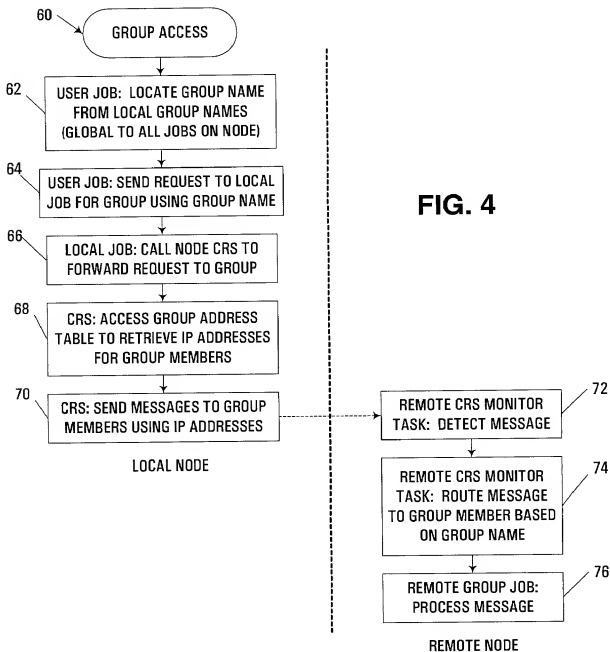 60
GROUP ACCESS
62
USER JOB: LOCATE GROUP NAME
FROM LOCAL GROUP NAMES
(GLOBAL TO ALL JOBS ON NODE)
64
USER JOB: SEND REQUEST TO LOCAL
JOB FOR GROUP USING GROUP NAME
66
LOCAL JOB: CALL NODE CRS TO
FORWARD REQUEST TO GROUP
68
CRS: ACCESS GROUP ADDRESS
TABLE TO RETRIEVE IP ADDRESSES
FOR GROUP MEMBERS
70
CRS: SEND MESSAGES TO GROUP
MEMBERS USING IP ADDRESSES
LOCAL NODE
FIG. 4
72
REMOTE CRS MONITOR
TASK: DETECT MESSAGE
74
REMOTE CRS MONITOR
TASK: ROUTE MESSAGE
TO GROUP MEMBER BASED
ON GROUP NAME
76
REMOTE GROUP JOB:
PROCESS MESSAGE
REMOTE NODE